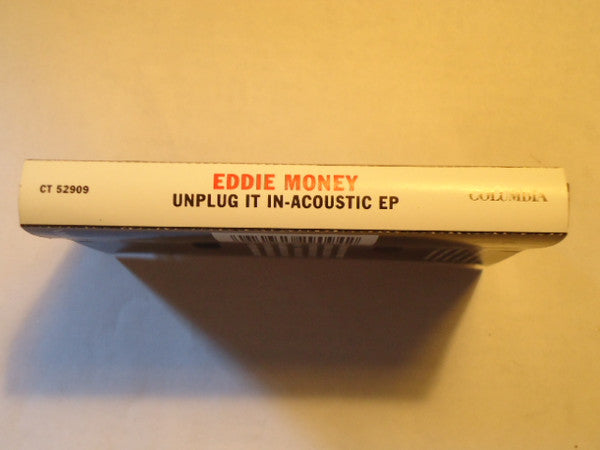 CT 52909
EDDIE MONEY
UNPLUG IT IN-ACOUSTIC EP
COLUMBIA